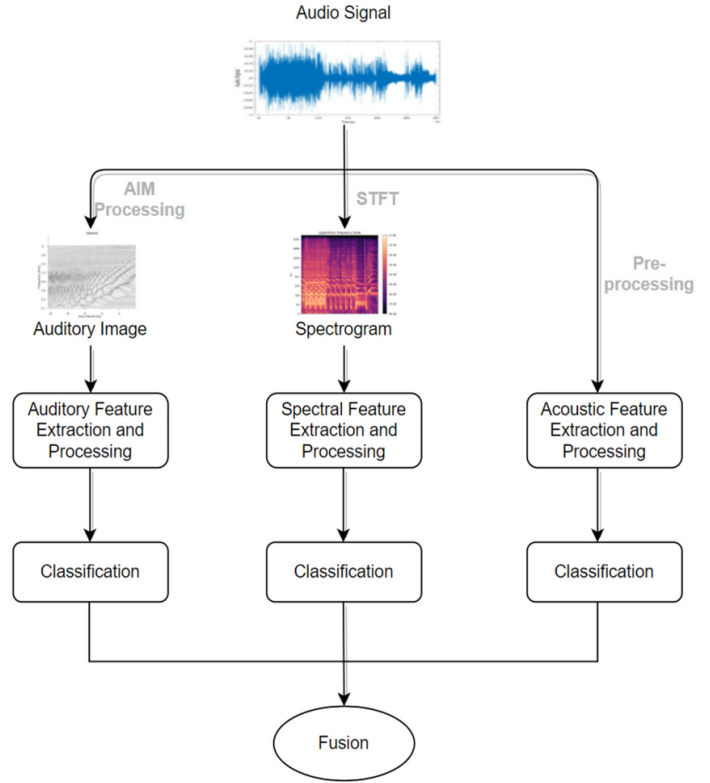 Audio Signal
AIM
Processing
STFT
Pre-
processing
Auditory Image
Spectrogram
Auditory Feature
Extraction and
Processing
Spectral Feature
Extraction and
Processing
Acoustic Feature
Extraction and
Processing
Classification
Classification
Classification
Fusion